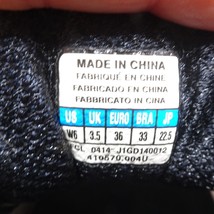 MADE IN CHINA
FABRIQUÉ EN CHINE
FABRICADO EN CHINA
FABBRICATO IN CINA
US UK EURO BRA JP
W6 3.5 36 33 22.5
0414 J1GD140012
410570.004U-